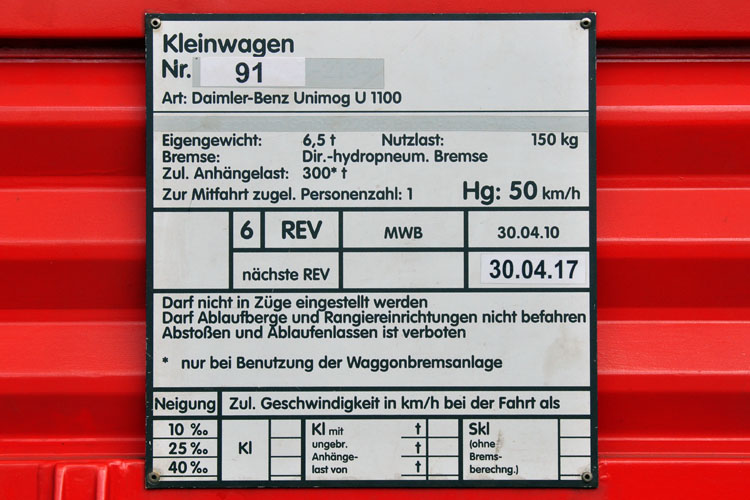 Kleinwagen
Nr. 91
Art: Daimler-Benz Unimog U 1100
Eigengewicht: 6,5 t Nutzlast: 150 kg
Bremse: Dir.-hydropneum. Bremse
Zul. Anhängelast: 300* t
Zur Mitfahrt zugel. Personenzahl: 1 Hg: 50 km/h
6 REV MWB 30.04.10
nächste REV 30.04.17
Darf nicht in Züge eingestellt werden
Darf Ablaufberge und Rangiereinrichtungen nicht befahren
Abstoßen und Ablaufenlassen ist verboten
* nur bei Benutzung der Waggonbremsanlage
Neigung Zul. Geschwindigkeit in km/h bei der Fahrt als
10 ‰ Kl Kl mit t Skl
25 ‰ ungebr. t (ohne
40 ‰ Anhänge- t Brems-
last von berechng.)